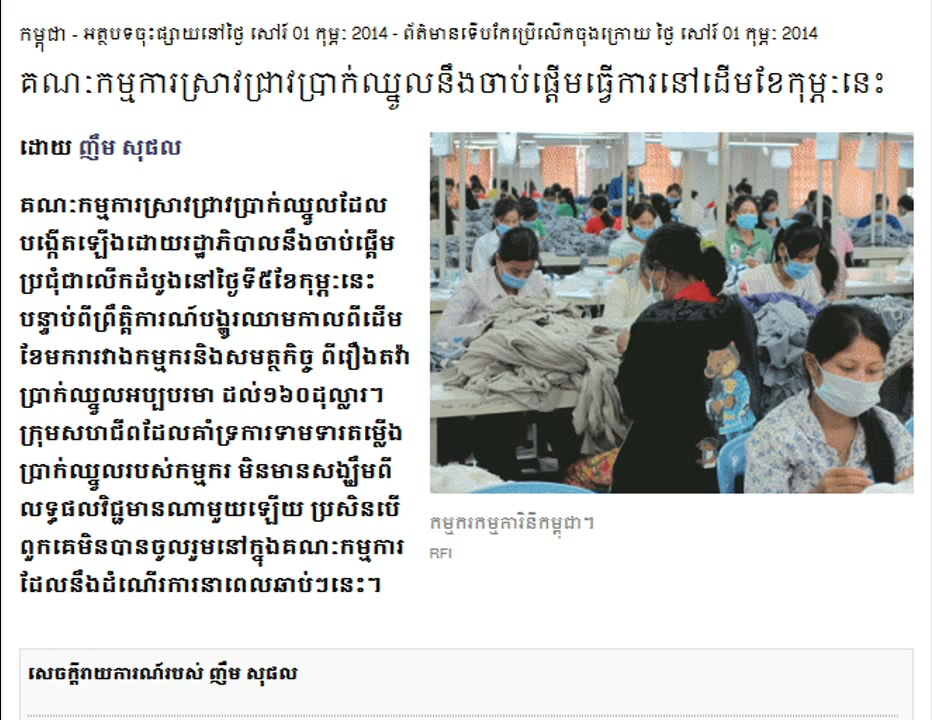 កម្ពុជា - អត្ថបទចុះផ្សាយនៅថ្ងៃ សៅរ៍ 01 កុម្ភៈ 2014 - ព័ត៌មានទើបកែប្រើលើកចុងក្រោយ ថ្ងៃ សៅរ៍ 01 កុម្ភៈ 2014
គណៈកម្មការស្រាវជ្រាវប្រាក់ឈ្នួលនឹងចាប់ផ្តើមធ្វើការនៅដើមខែកុម្ភៈនេះ
ដោយ ញឹម សុផល
គណៈកម្មការស្រាវជ្រាវប្រាក់ឈ្នួលដែល
បង្កើតឡើងដោយរដ្ឋាភិបាលនឹងចាប់ផ្តើម
ប្រជុំជាលើកដំបូងនៅថ្ងៃទី៥ខែកុម្ភៈនេះ
បន្ទាប់ពីព្រឹត្តិការណ៍បង្ហូរឈាមកាលពីដើម
ខែមករារវាងកម្មករនិងសមត្ថកិច្ច ពីរឿងតវ៉ា
ប្រាក់ឈ្នួលអប្បបរមា ដល់១៦០ដុល្លារ។
ក្រុមសហជីពដែលគាំទ្រការទាមទារតម្លើង
ប្រាក់ឈ្នួលរបស់កម្មករ មិនមានសង្ឃឹមពី
លទ្ធផលវិជ្ជមានណាមួយឡើយ ប្រសិនបើ
ពួកគេមិនបានចូលរួមនៅក្នុងគណៈកម្មការ
ដែលនឹងដំណើរការនាពេលឆាប់ៗនេះ។
កម្មករកម្មការិនីកម្ពុជា។
RFI
សេចក្តីរាយការណ៍របស់ ញឹម សុផល